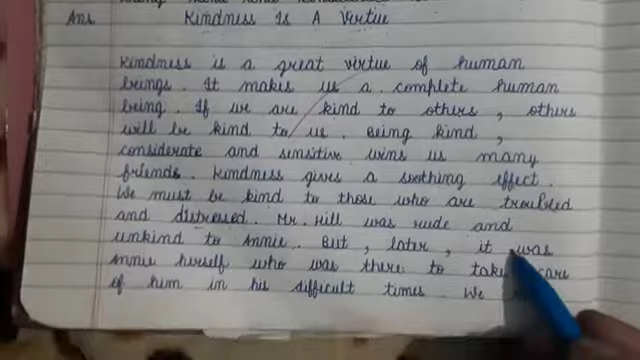 Ans Kindness Is A Virtue
Kindness is a great virtue of human
beings. It makes us a complete human
being. If we are kind to others, others
will be kind to us. Being kind,
considerate and sensitive wins us many
friends. Kindness gives a soothing effect.
We must be kind to those who are troubled
and distressed. Mr. Hill was rude and
unkind to Annie. But, later, it was
Annie herself who was there to take care
of him in his difficult times. We